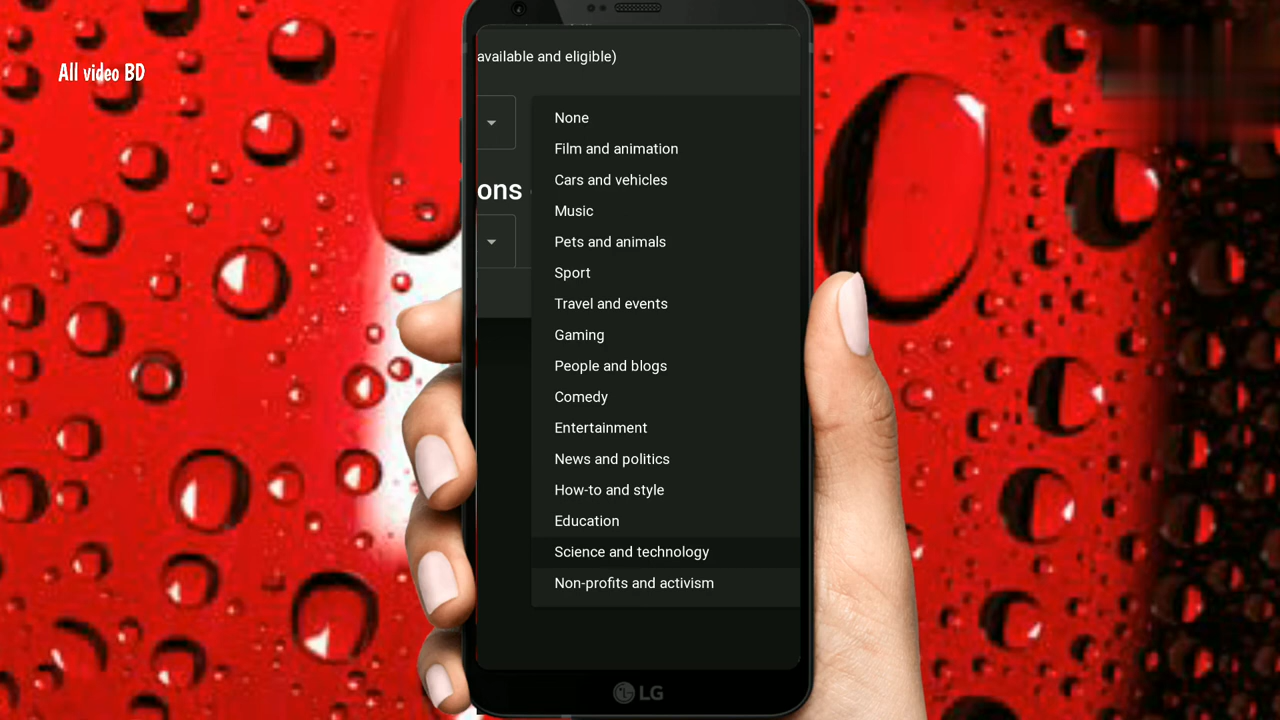 All video BD
available and eligible)
ons
None
Film and animation
Cars and vehicles
Music
Pets and animals
Sport
Travel and events
Gaming
People and blogs
Comedy
Entertainment
News and politics
How-to and style
Education
Science and technology
Non-profits and activism
LG